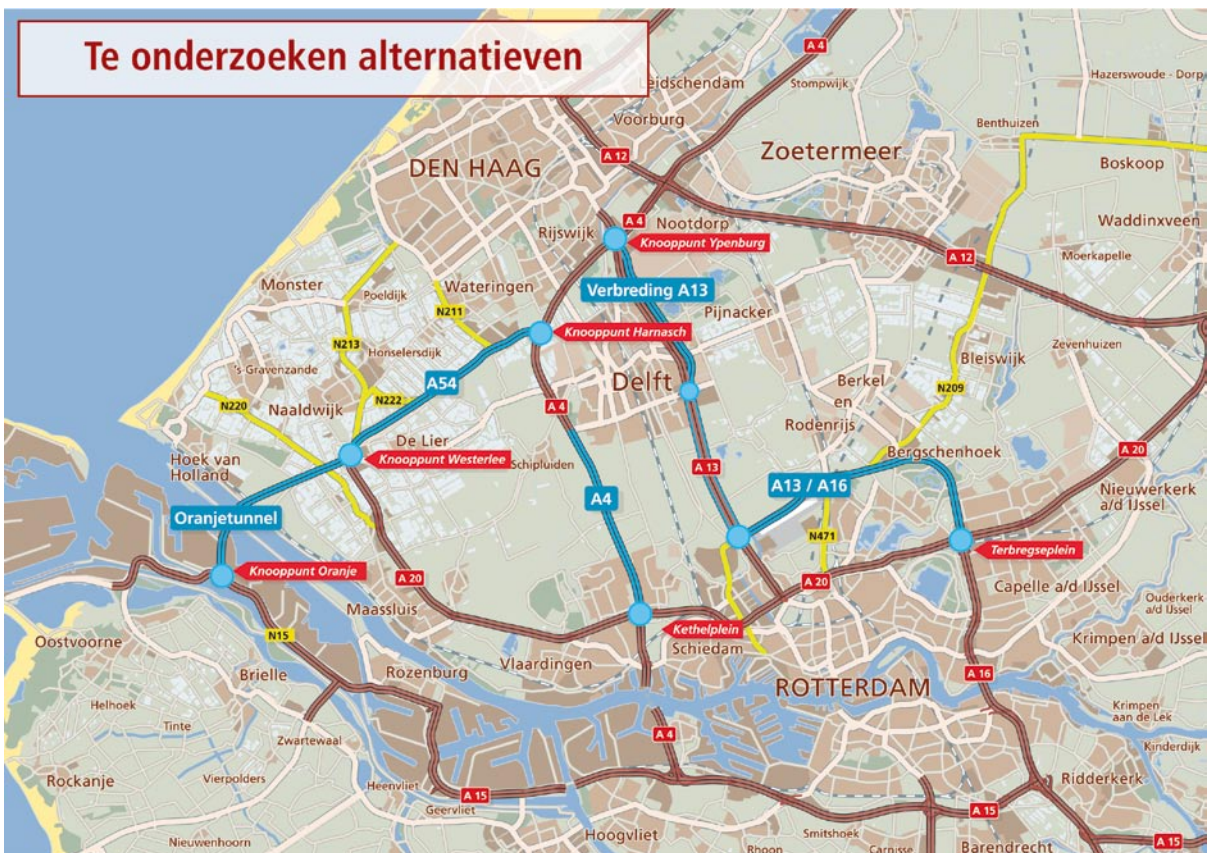 Te onderzoeken alternatieven
A 4
Leidschendam
Stompwijk
Hazerswoude - Dorp
Voorburg
Benthuizen
A 12
Zoetermeer
DEN HAAG
Boskoop
A 4
Nootdorp
Waddinxveen
Rijswijk
Knooppunt Ypenburg
A 12
Moerkapelle
Monster
Poeldijk
Wateringen
Verbreding A13
N211
Pijnacker
Knooppunt Harnasch
N213
Honselersdijk
Bleiswijk
Zevenhuizen
's-Gravenzande
A54
Delft
Berkel
en
Rodenrijs
N209
N220
Naaldwijk
N222
A 4
De Lier
Bergschenhoek
A 20
Hoek van
Holland
Knooppunt Westerlee
Schipluiden
A 13
A13 / A16
Nieuwerkerk
a/d IJssel
A4
Oranjetunnel
N471
Terbregseplein
Knooppunt Oranje
A 20
A 20
Capelle a/d IJssel
Maassluis
Ouderkerk
a/d IJssel
Oostvoorne
N15
Kethelplein
Schiedam
Krimpen a/d IJssel
Vlaardingen
Brielle
Rozenburg
A 16
ROTTERDAM
Helhoek
Tinte
Krimpen
aan de Lek
Zwartewaal
A 4
Kinderdijk
Rockanje
Vierpolders
Heenvliet
A 15
Ridderkerk
Geervliet
A 15
Nieuwenhoorn
Hoogvliet
Smitshoek
A 15
Rhoon
Carnisse
Barendrecht